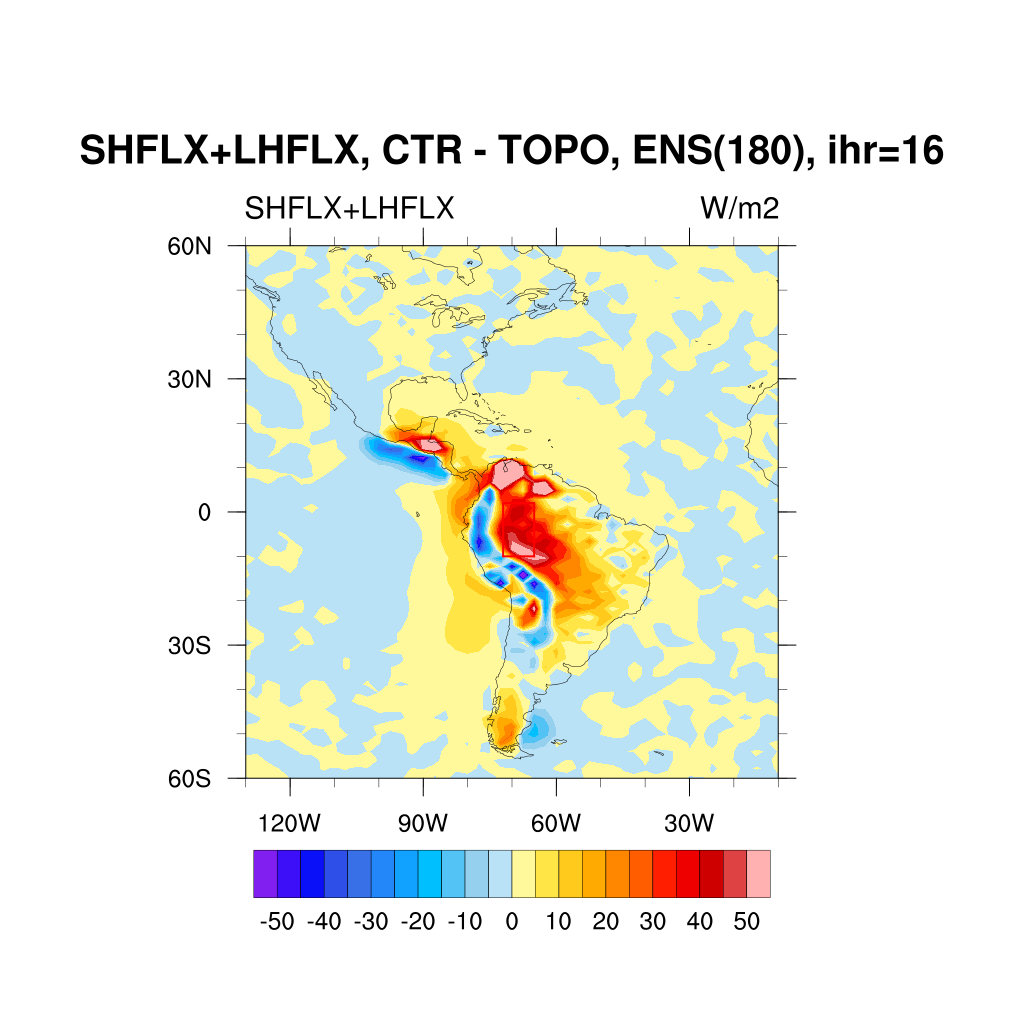 SHFLX+LHFLX, CTR - TOPO, ENS(180), ihr=16
SHFLX+LHFLX W/m2
60N
30N
0
30S
60S
120W 90W 60W 30W
-50 -40 -30 -20 -10 0 10 20 30 40 50